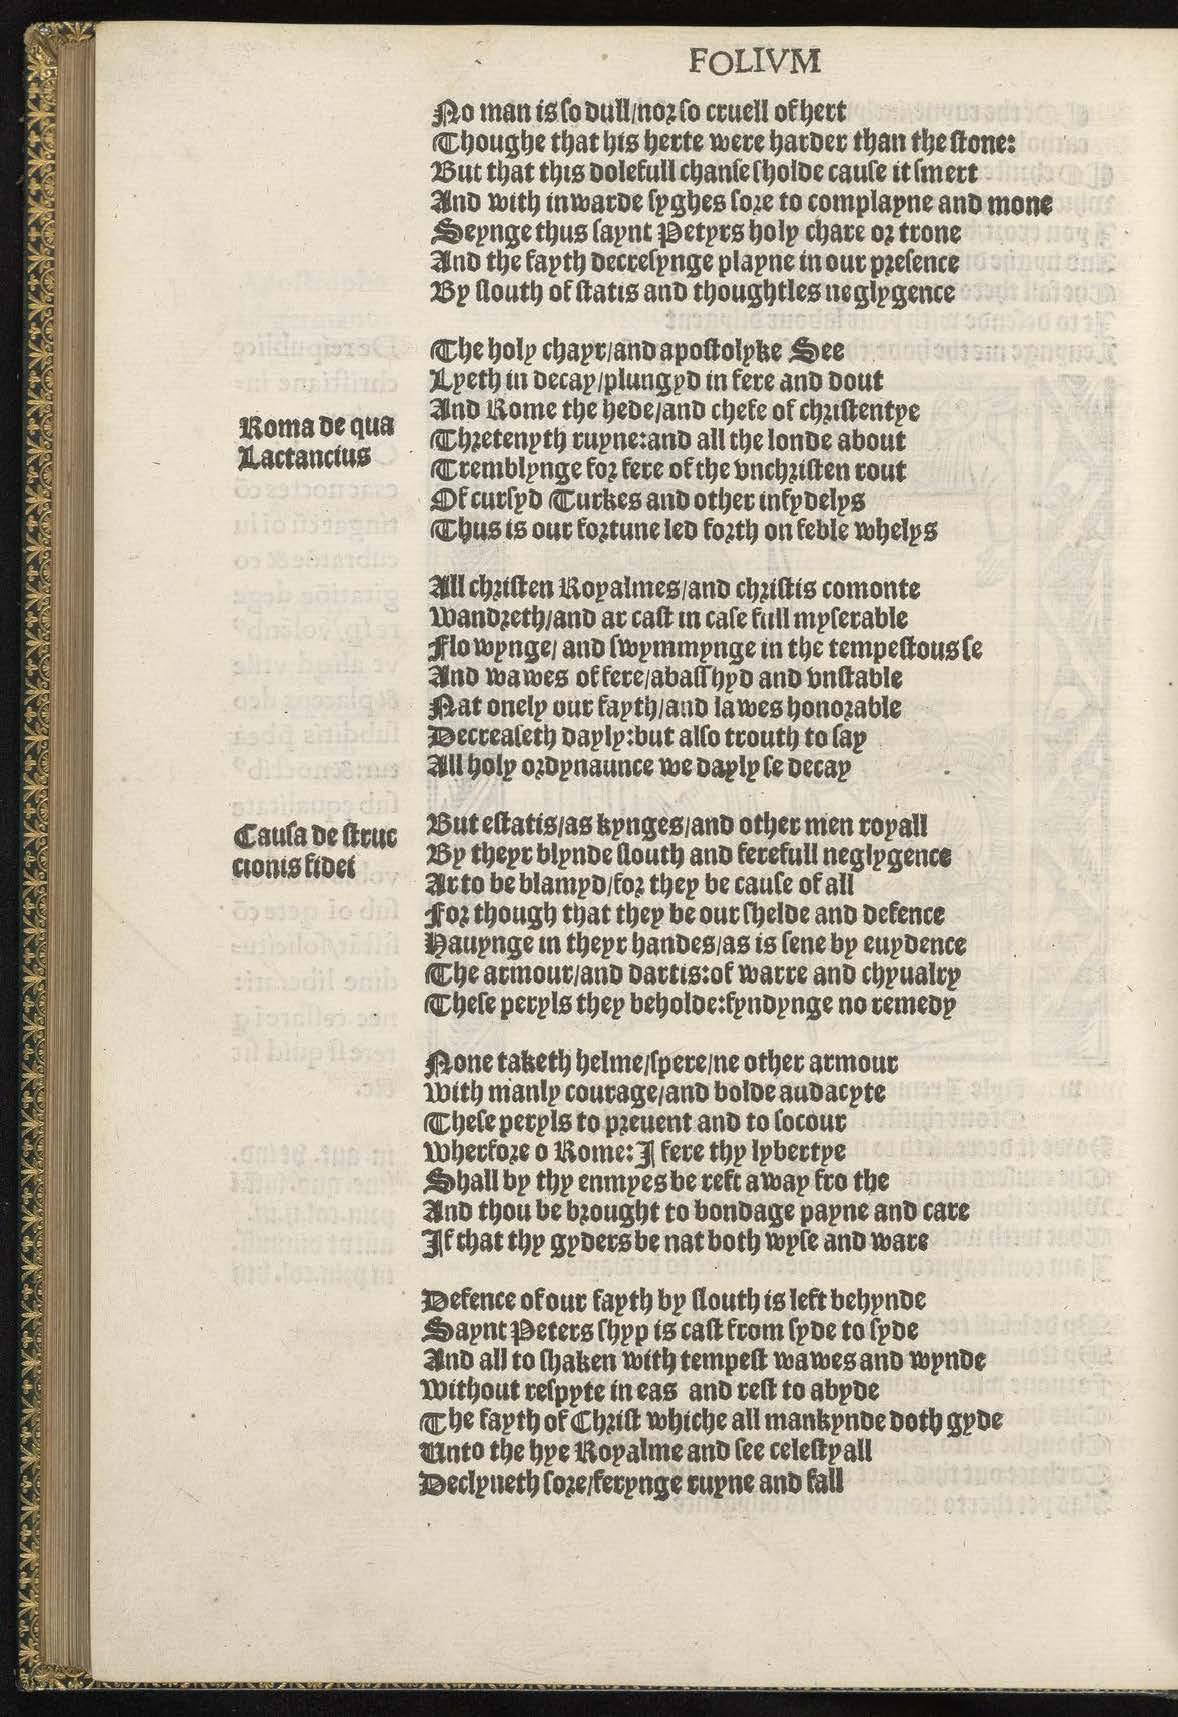 FOLIVM
No man is so dull/nor so cruell of hert
Thoughe that his herte were harder than the stone:
But that this dolefull chanse sholde cause it smert
And with inwarde syghes sore to complayne and mone
Seynge thus saynt Petyrs holy chare or trone
And the fayth decresynge playne in our presence
By slouth of statis and thoughtles neglygence
The holy chayr/and apostolyke See
Lyeth in decay/plungyd in fere and dout
And Rome the hede/and chefe of christentye
Roma de qua
Lactancius
Thretenyth ruyne:and all the londe about
Tremblynge for fere of the vnchristen rout
Of cursyd Turkes and other infydelys
Thus is our fortune led forth on feble whelys
All christen Royalmes/and christis comonte
Wandreth/and ar cast in case full myserable
Flowynge/ and swymmynge in the tempestous se
And wawes of fere/abasshyd and vnstable
Nat onely our fayth/and lawes honorable
Decreaseth dayly:but also trouth to say
All holy ordynaunce we dayly se decay
Causa de struc
cionis fidei
But estatis/as kynges/and other men royall
By theyr blynde slouth and ferefull neglygence
Ar to be blamyd/for they be cause of all
For though that they be our shelde and defence
Hauynge in theyr handes/as is sene by euydence
The armour/and dartis:of warre and chyualry
These peryls they beholde:fyndynge no remedy
None taketh helme/spere/ne other armour
With manly courage/and bolde audacyte
These peryls to preuent and to socour
Wherfore o Rome: I fere thy lybertye
Shall by thy enmyes be reft away fro the
And thou be brought to bondage payne and care
If that thy gyders be nat both wyse and ware
Defence of our fayth by slouth is left behynde
Saynt Peters shyp is cast from syde to syde
And all to shaken with tempest wawes and wynde
Without respyte in eas and rest to abyde
The fayth of Christ whiche all mankynde doth gyde
Unto the hye Royalme and see celestyall
Declyneth sore/ferynge ruyne and fall